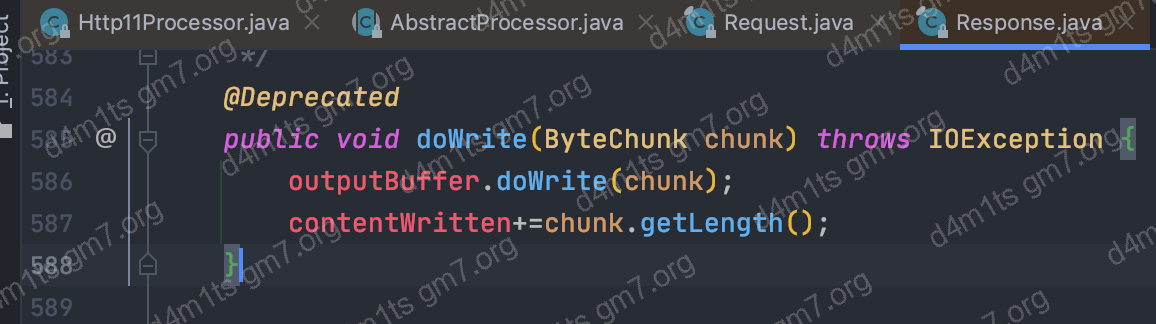 Http11Processor.java AbstractProcessor.java Request.java Response.java
1: Project
583 */
584 @Deprecated
585 @ public void doWrite(ByteChunk chunk) throws IOException {
586 outputBuffer.doWrite(chunk);
587 contentWritten+=chunk.getLength();
588 }
589
d4m1ts gm7.org